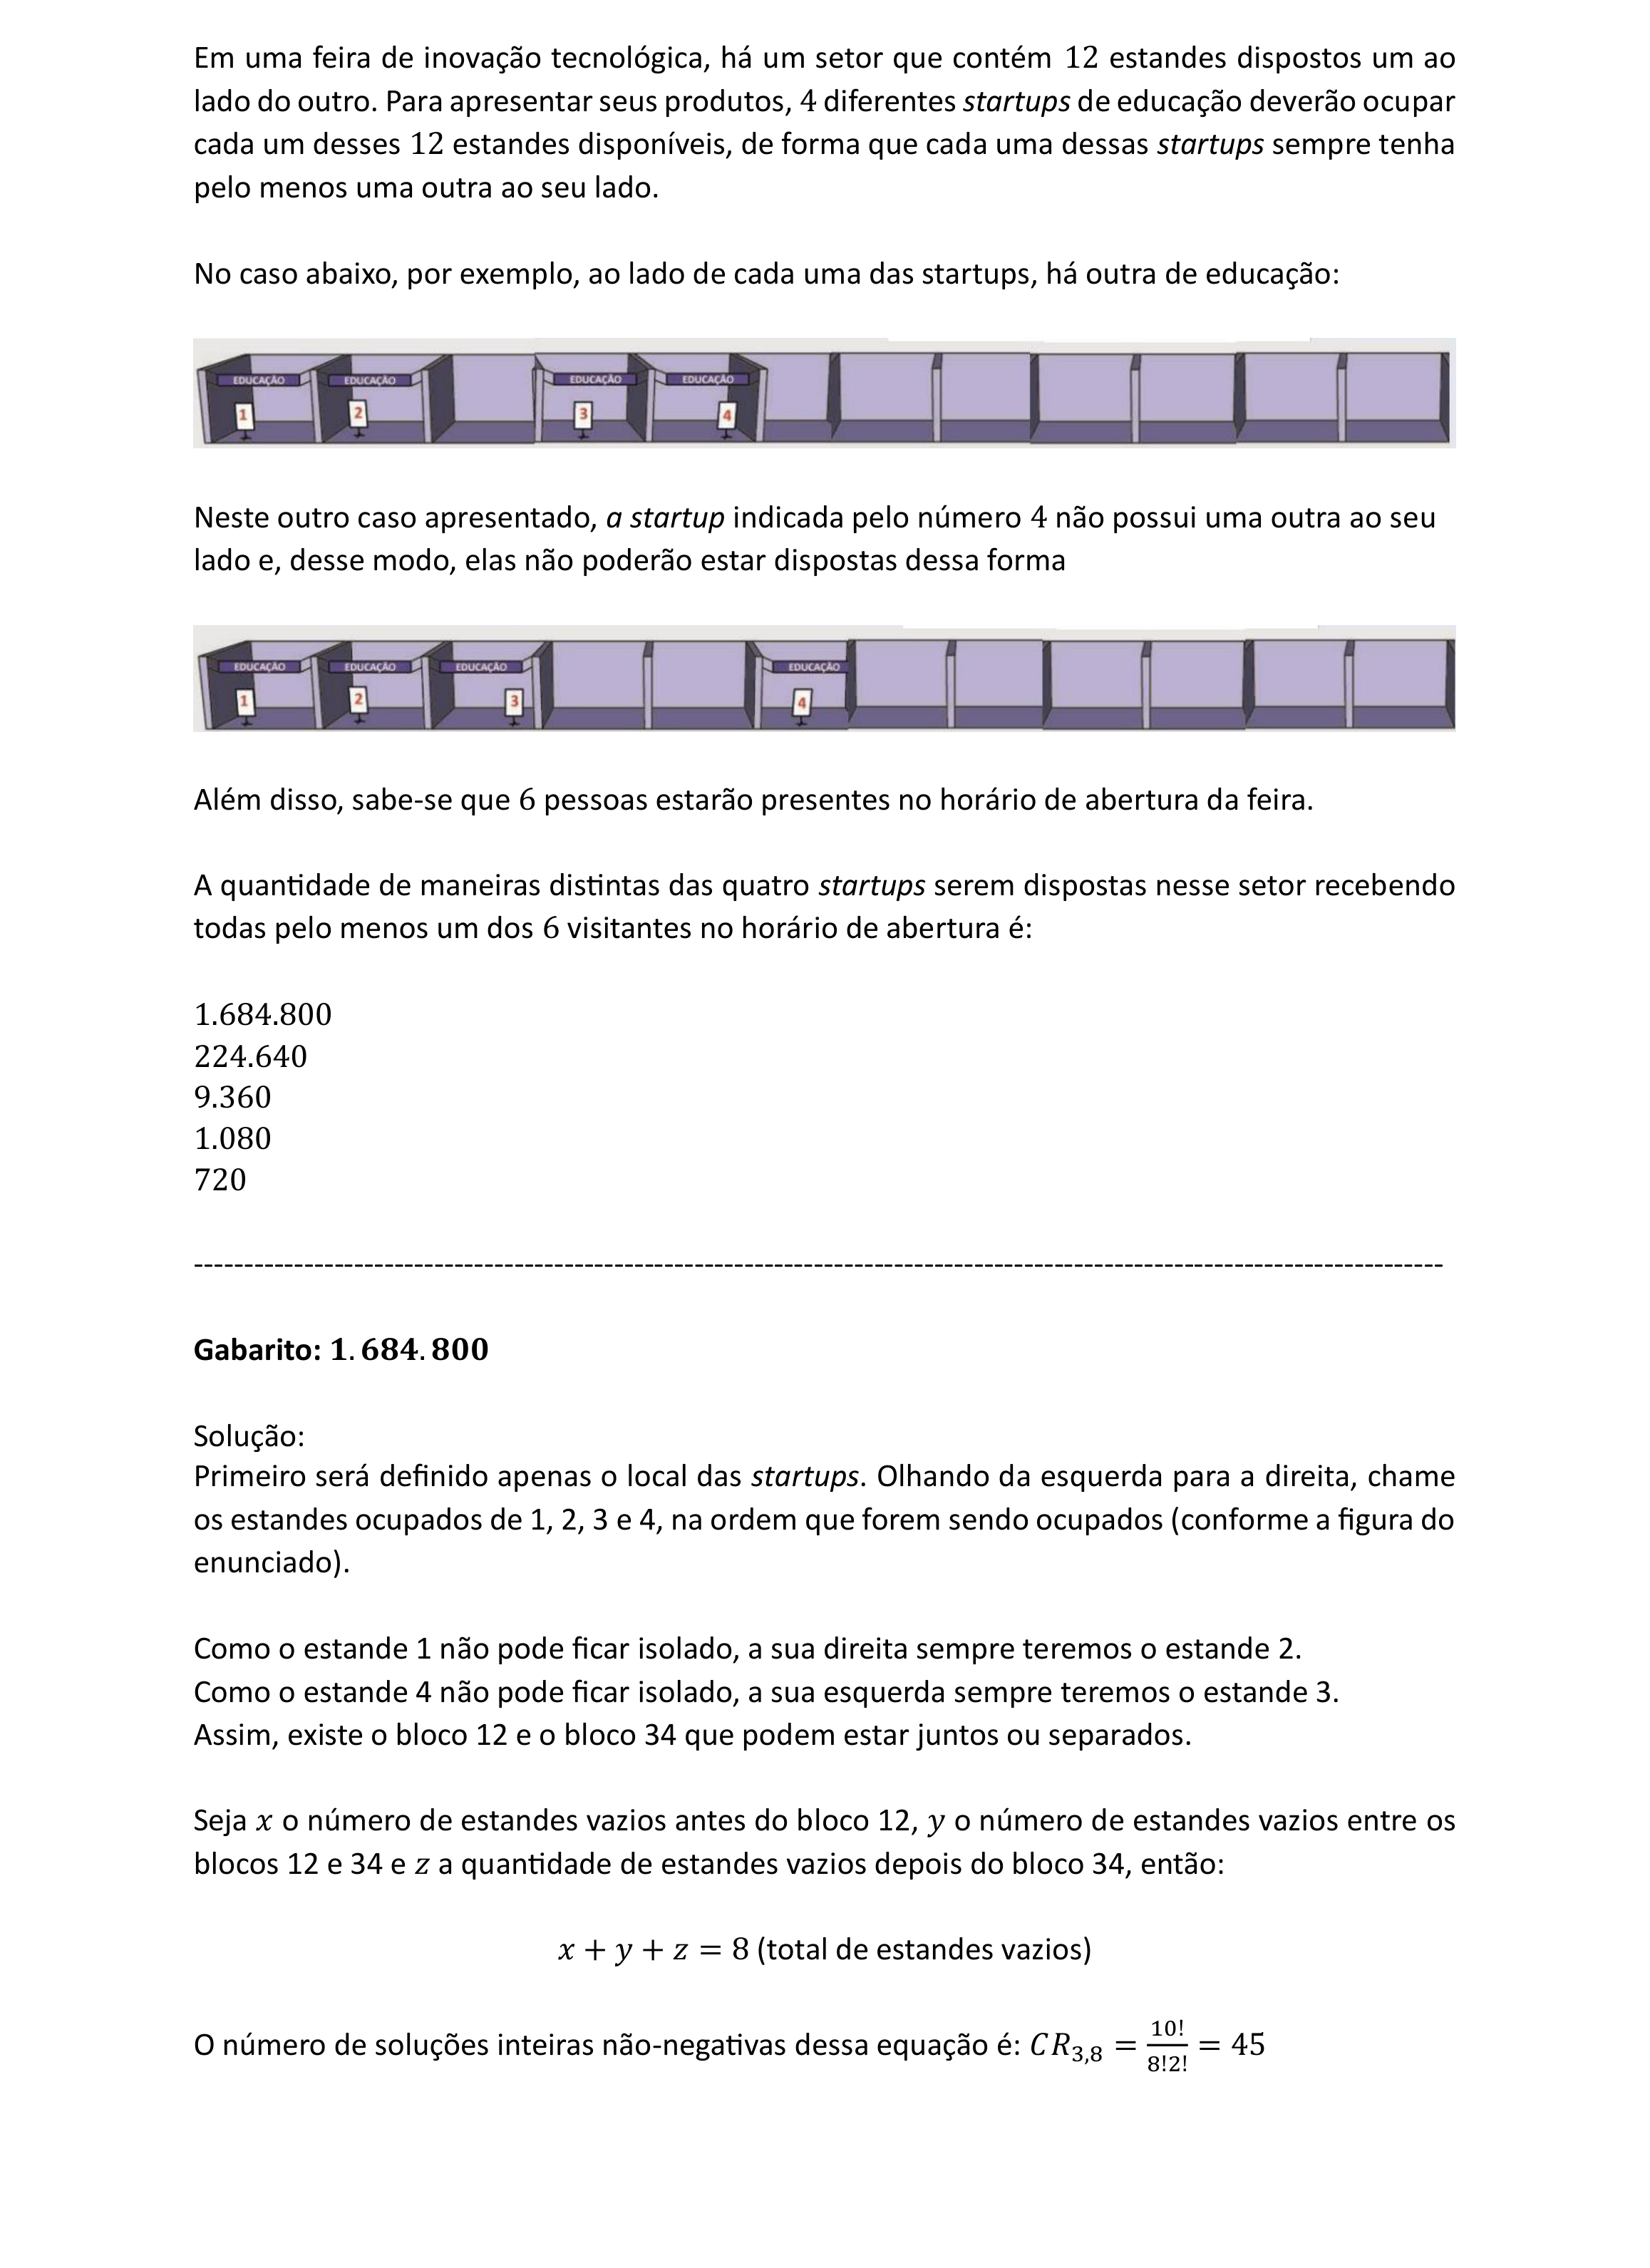 Em uma feira de inovação tecnológica, há um setor que contém 12 estandes dispostos um ao
lado do outro. Para apresentar seus produtos, 4 diferentes startups de educação deverão ocupar
cada um desses 12 estandes disponíveis, de forma que cada uma dessas startups sempre tenha
pelo menos uma outra ao seu lado.
No caso abaixo, por exemplo, ao lado de cada uma das startups, há outra de educação:
EDUCAÇÃO EDUCAÇÃO EDUCAÇÃO EDUCAÇÃO
1 2 3 4
Neste outro caso apresentado, a startup indicada pelo número 4 não possui uma outra ao seu
lado e, desse modo, elas não poderão estar dispostas dessa forma
EDUCAÇÃO EDUCAÇÃO EDUCAÇÃO EDUCAÇÃO
1 2 3 4
Além disso, sabe-se que 6 pessoas estarão presentes no horário de abertura da feira.
A quantidade de maneiras distintas das quatro startups serem dispostas nesse setor recebendo
todas pelo menos um dos 6 visitantes no horário de abertura é:
1.684.800
224.640
9.360
1.080
720
-----------------------------------------------------------------------------------------------------------------------------
Gabarito: 1.684.800
Solução:
Primeiro será definido apenas o local das startups. Olhando da esquerda para a direita, chame
os estandes ocupados de 1, 2, 3 e 4, na ordem que forem sendo ocupados (conforme a figura do
enunciado).
Como o estande 1 não pode ficar isolado, a sua direita sempre teremos o estande 2.
Como o estande 4 não pode ficar isolado, a sua esquerda sempre teremos o estande 3.
Assim, existe o bloco 12 e o bloco 34 que podem estar juntos ou separados.
Seja x o número de estandes vazios antes do bloco 12, y o número de estandes vazios entre os
blocos 12 e 34 e z a quantidade de estandes vazios depois do bloco 34, então:
x + y + z = 8 (total de estandes vazios)
O número de soluções inteiras não-negativas dessa equação é: CR3,8 = 10!/8!2! = 45